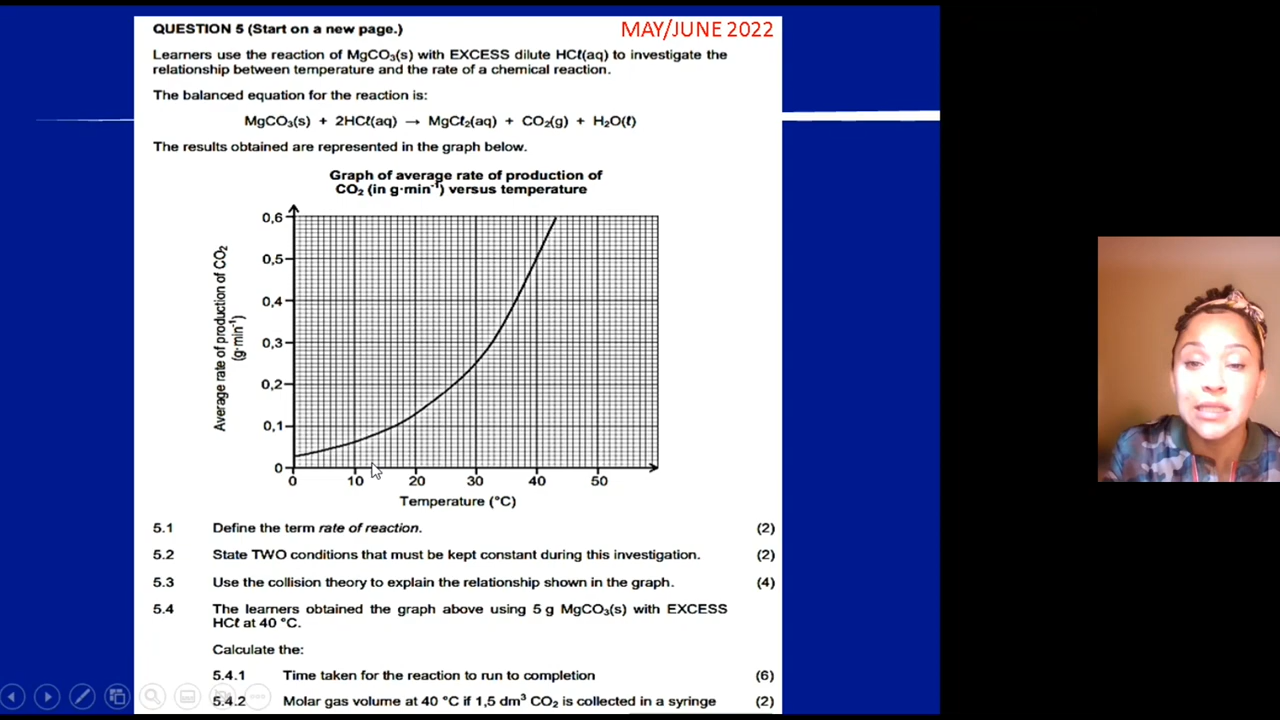 QUESTION 5 (Start on a new page.)
MAY/JUNE 2022
Learners use the reaction of MgCO₃(s) with EXCESS dilute HCℓ(aq) to investigate the
relationship between temperature and the rate of a chemical reaction.
The balanced equation for the reaction is:
MgCO₃(s) + 2HCℓ(aq) → MgCℓ₂(aq) + CO₂(g) + H₂O(ℓ)
The results obtained are represented in the graph below.
Graph of average rate of production of
CO₂ (in g·min⁻¹) versus temperature
Average rate of production of CO₂
(g·min⁻¹)
0,6
0,5
0,4
0,3
0,2
0,1
0
0 10 20 30 40 50
Temperature (°C)
5.1 Define the term rate of reaction. (2)
5.2 State TWO conditions that must be kept constant during this investigation. (2)
5.3 Use the collision theory to explain the relationship shown in the graph. (4)
5.4 The learners obtained the graph above using 5 g MgCO₃(s) with EXCESS
HCℓ at 40 °C.
Calculate the:
5.4.1 Time taken for the reaction to run to completion (6)
5.4.2 Molar gas volume at 40 °C if 1,5 dm³ CO₂ is collected in a syringe (2)